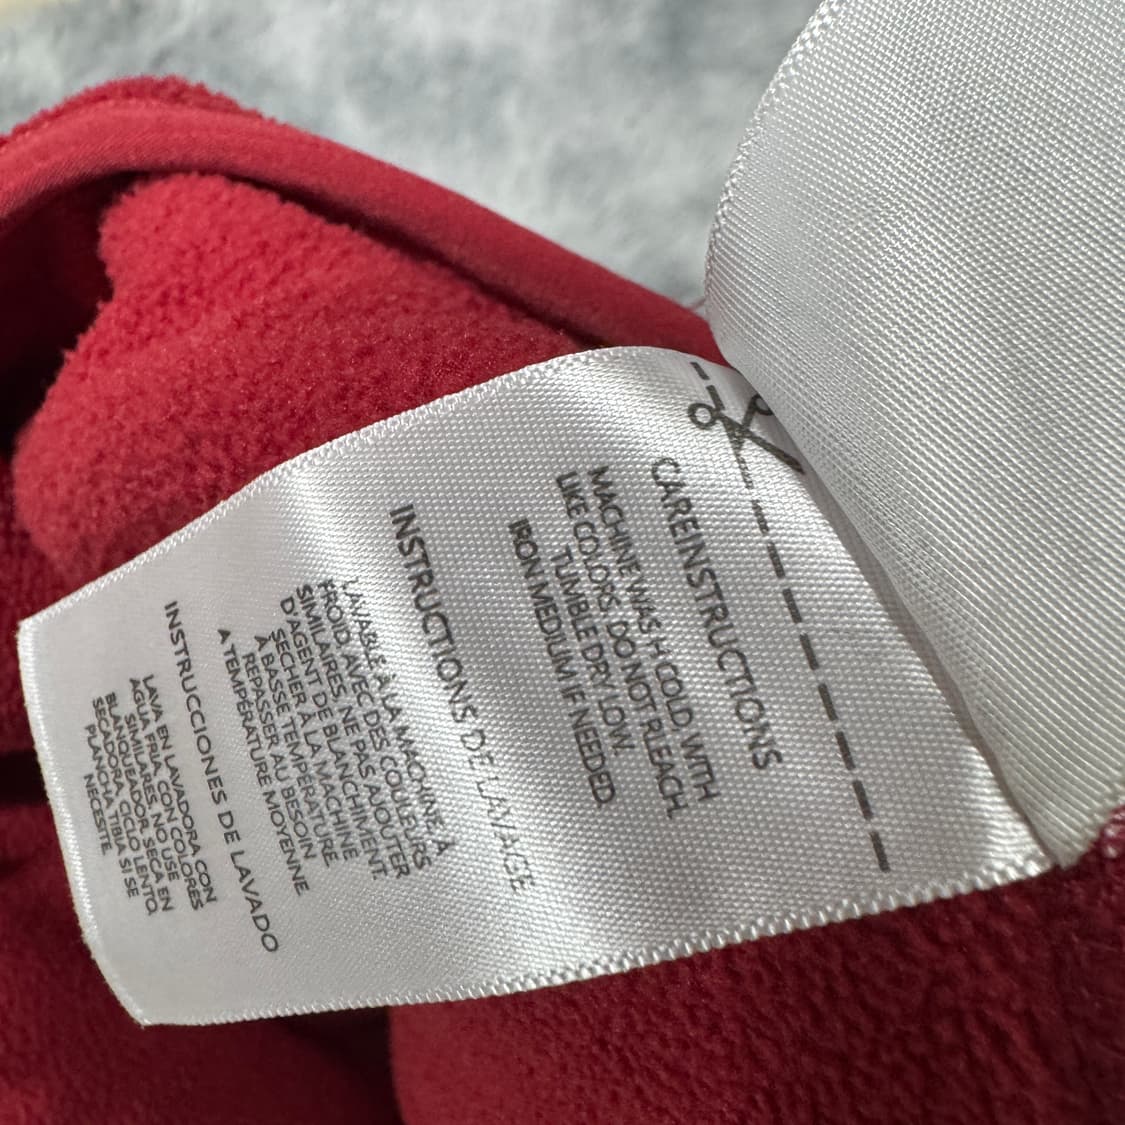 CARE INSTRUCTIONS
MACHINE WASH COLD WITH
LIKE COLORS. DO NOT BLEACH.
TUMBLE DRY LOW.
IRON MEDIUM IF NEEDED.
INSTRUCTIONS DE LAVAGE
LAVABLE À LA MACHINE À
FROID AVEC DES COULEURS
SIMILAIRES, NE PAS AJOUTER
D'AGENT DE BLANCHIMENT.
SECHER À LA MACHINE
À BASSE TEMPÉRATURE.
REPASSER AU BESOIN
A TEMPÉRATURE MOYENNE
INSTRUCCIONES DE LAVADO
LAVA EN LAVADORA CON
AGUA FRIA, CON COLORES
SIMILARES, NO USE
BLANQUEADOR, SECA EN
SECADORA, CICLO LENTO,
PLANCHA TIBIA SI SE
NECESITE.